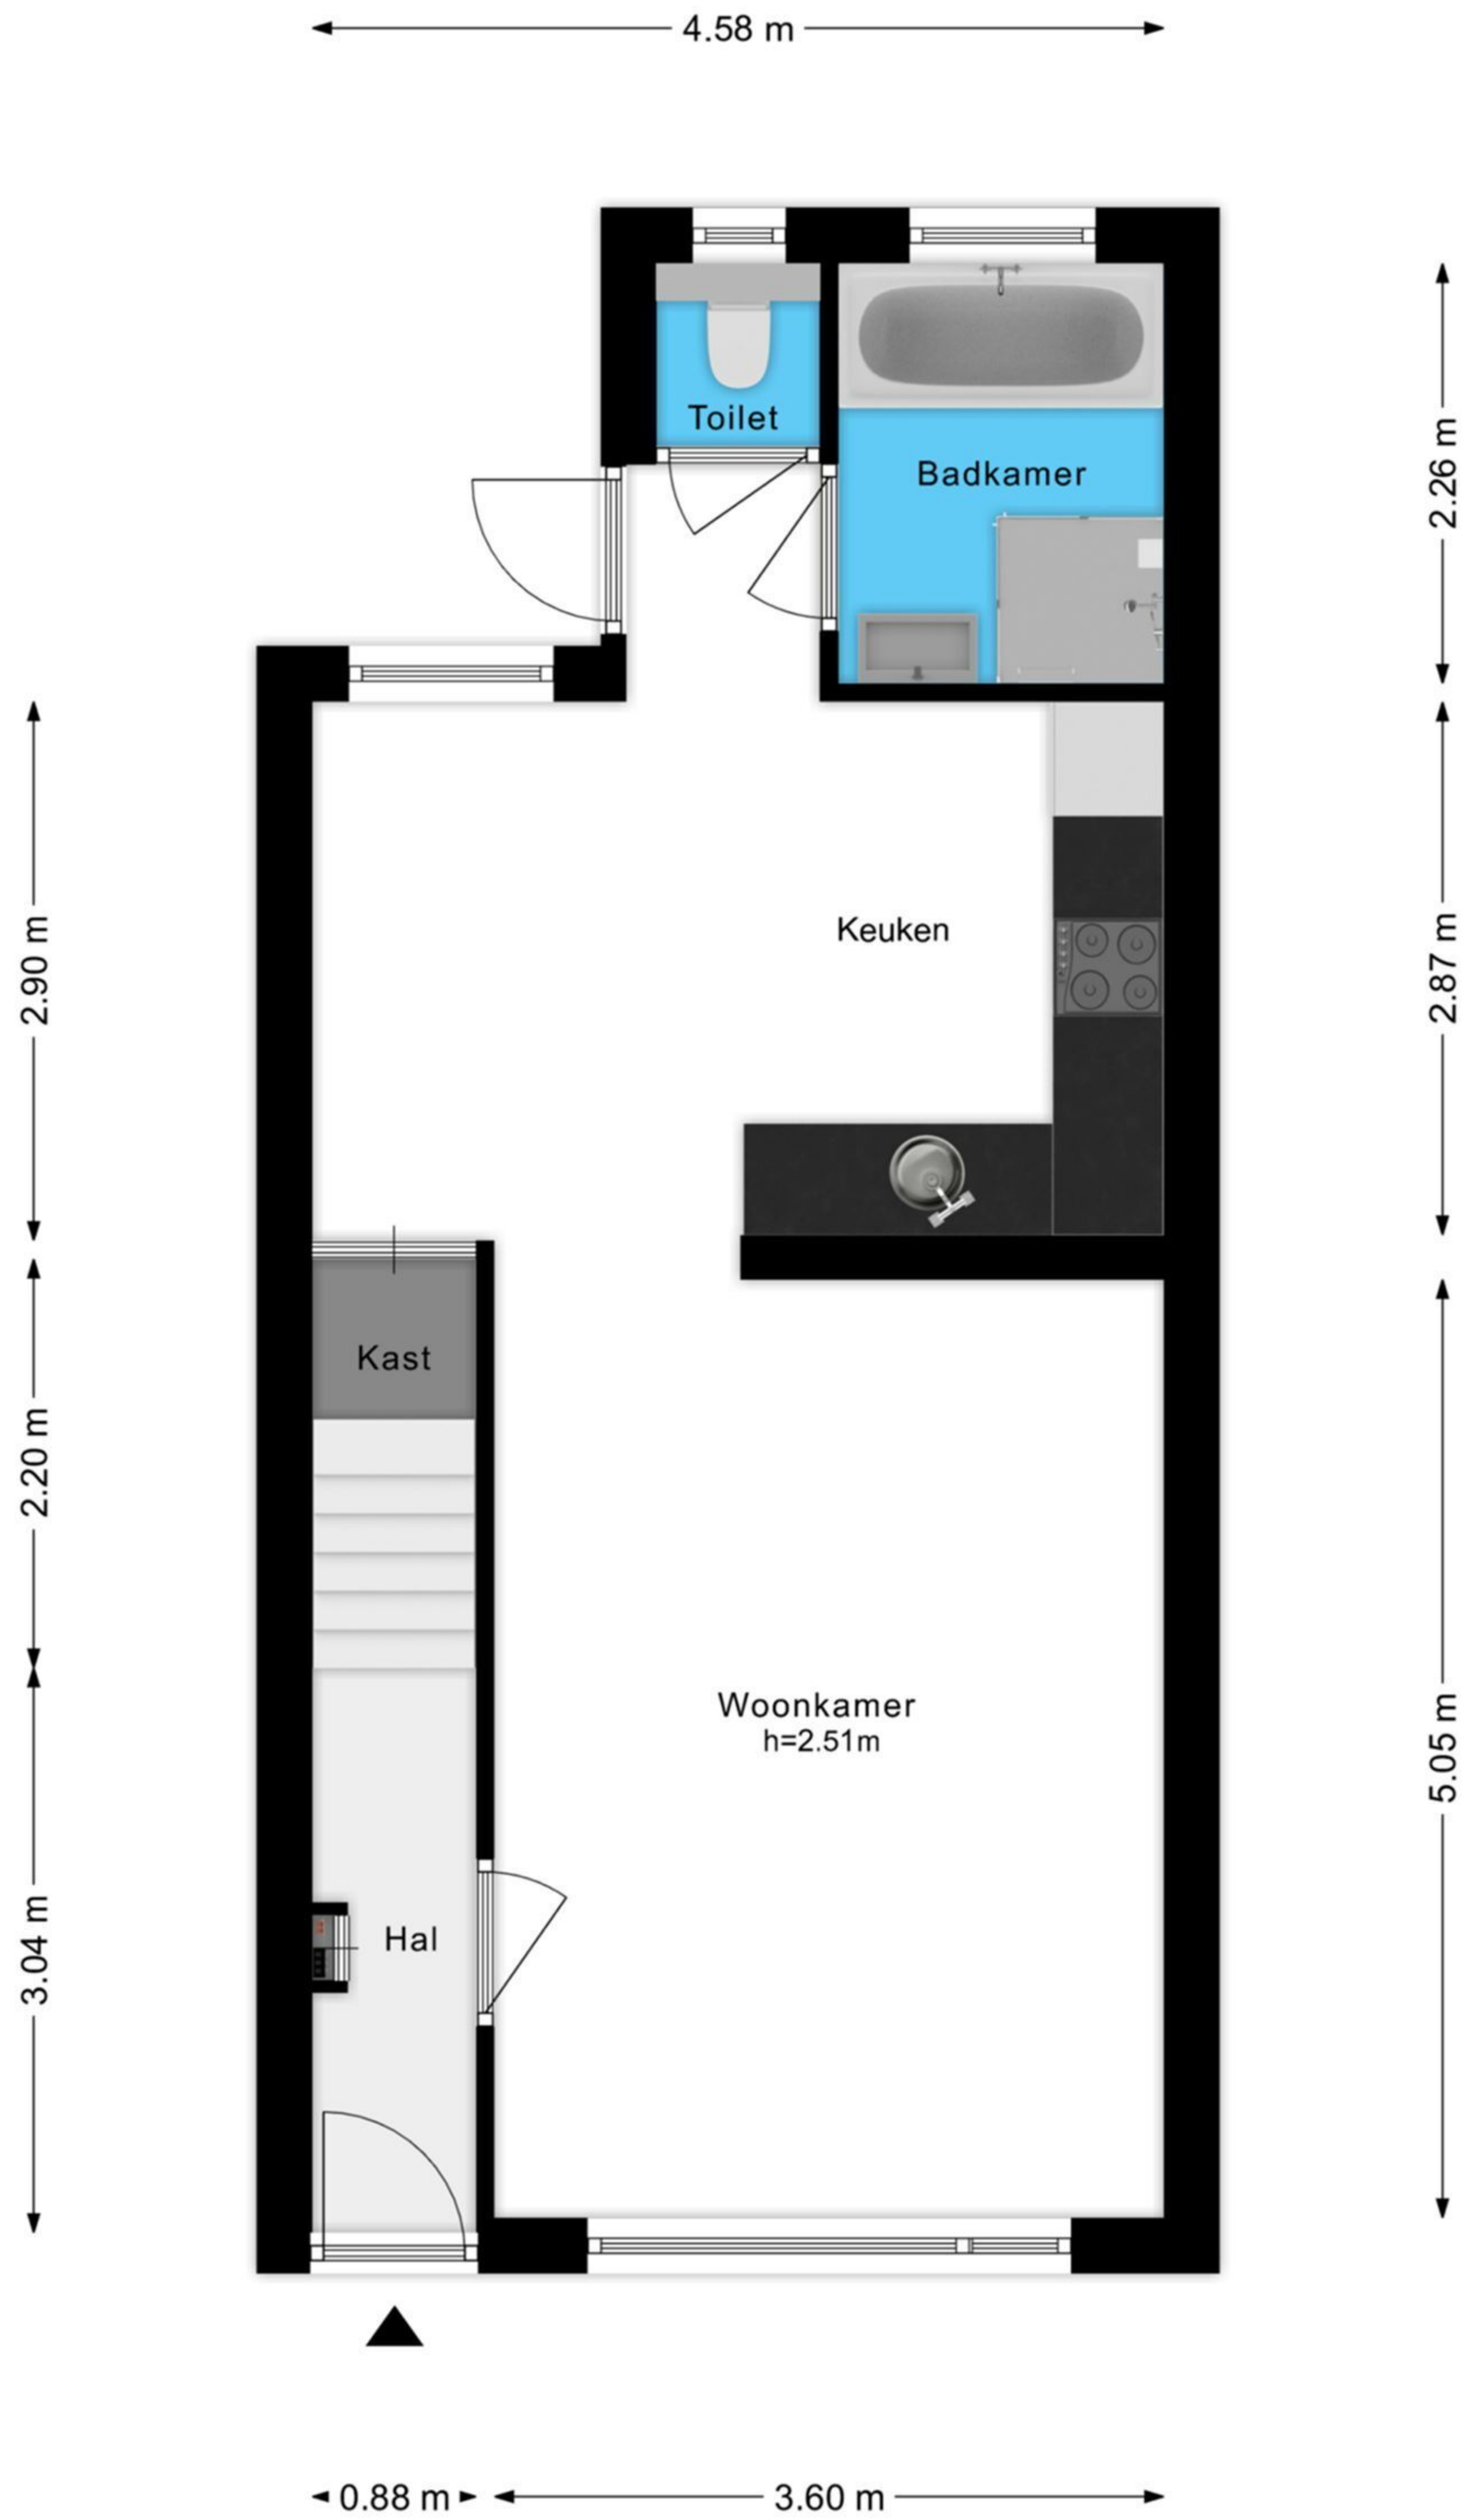 4.58 m
Toilet
Badkamer
2.26 m
2.90 m
Keuken
2.87 m
Kast
2.20 m
Woonkamer
h=2.51m
5.05 m
3.04 m
Hal
0.88 m
3.60 m